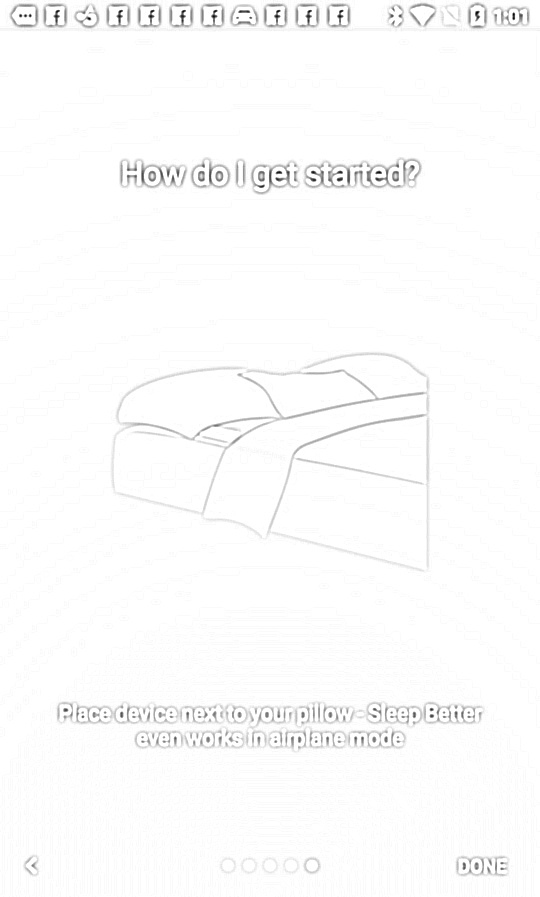 1:01
How do I get started?
Place device next to your pillow - Sleep Better
even works in airplane mode
DONE